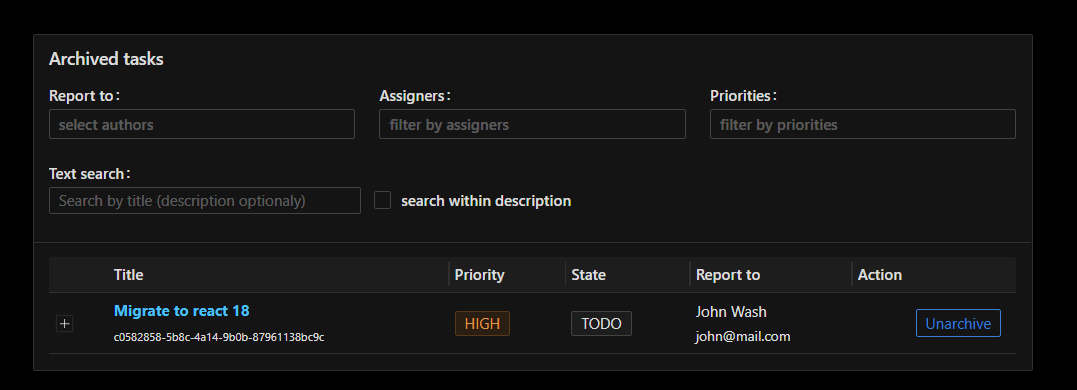 Archived tasks
Report to: Assigners: Priorities:
select authors filter by assigners filter by priorities
Text search:
Search by title (description optionaly) search within description
Title Priority State Report to Action
Migrate to react 18 HIGH TODO John Wash Unarchive
c0582858-5b8c-4a14-9b0b-87961138bc9c john@mail.com